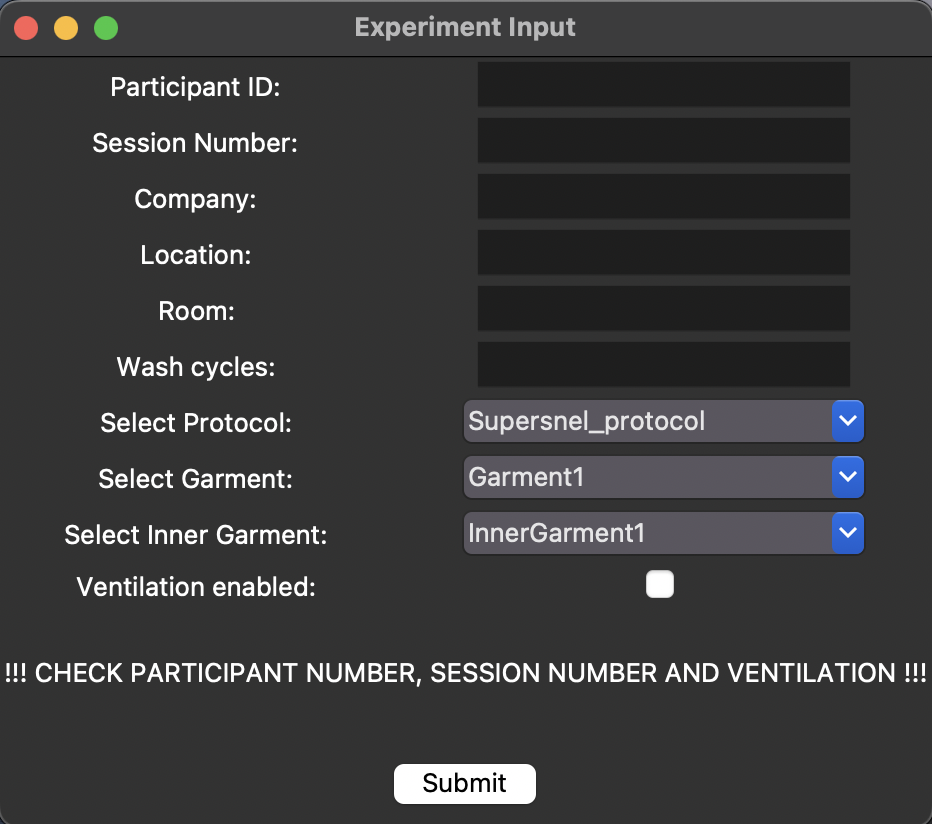 Experiment Input
Participant ID:
Session Number:
Company:
Location:
Room:
Wash cycles:
Select Protocol: Supersnel_protocol
Select Garment: Garment1
Select Inner Garment: InnerGarment1
Ventilation enabled:
!!! CHECK PARTICIPANT NUMBER, SESSION NUMBER AND VENTILATION !!!
Submit